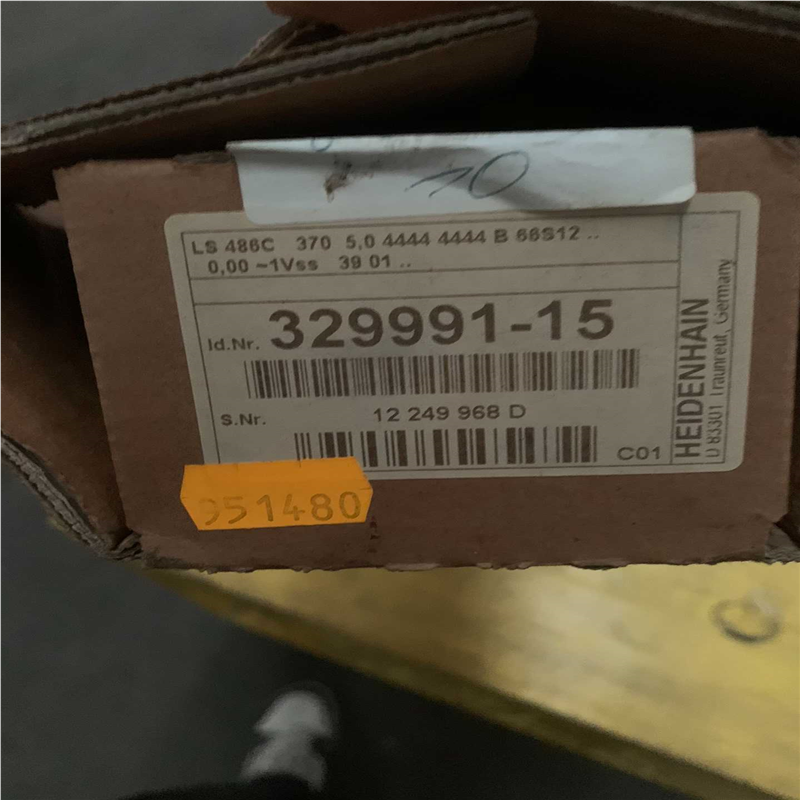 LS 486C 370 5,0 4444 4444 B 66S12 ..
0,00 ~1Vss 39 01 ..
Id.Nr. 329991-15
S.Nr. 12 249 968 D
C01
HEIDENHAIN
D 83301 Traunreut, Germany
951480